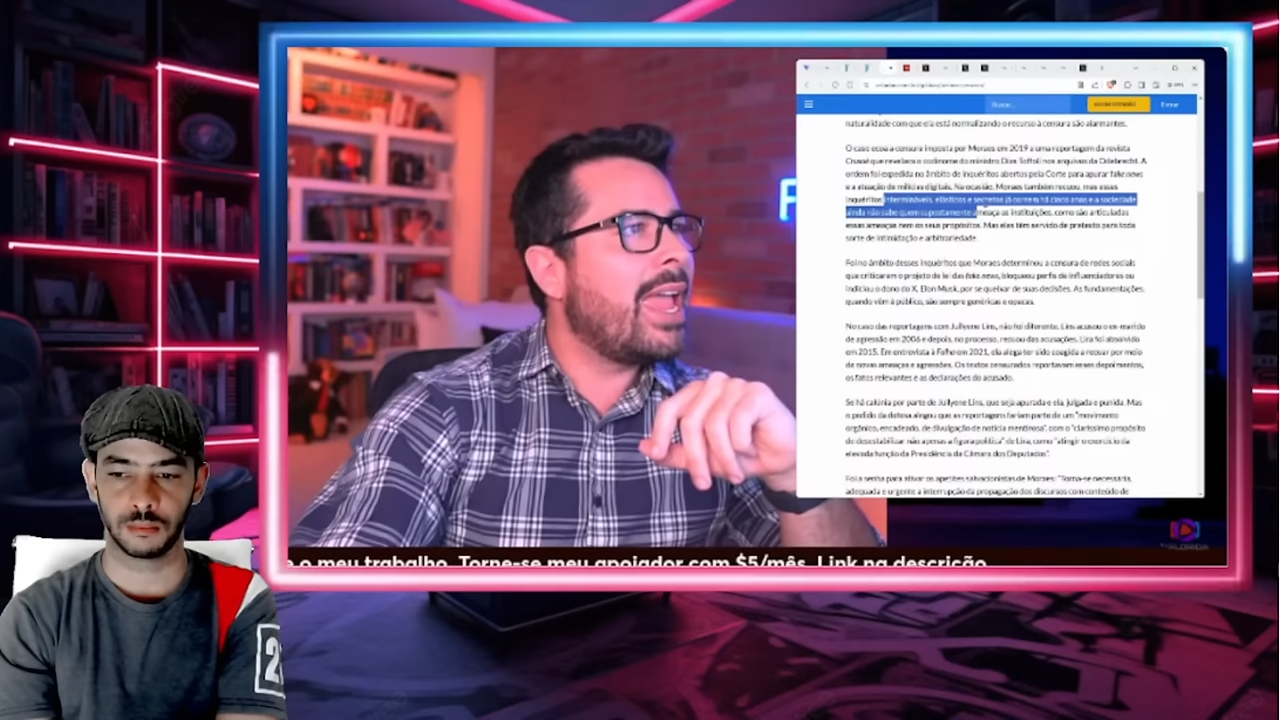 Buscar...
Entrar
naturalidade com que ela está normalizando o recurso à censura são alarmantes.
O caso ecoa a censura imposta por Moraes em 2019 a uma reportagem da revista
Crusoé que revelava o codinome do ministro Dias Toffoli nos arquivos da Odebrecht. A
ordem foi expedida no âmbito de inquéritos abertos pela Corte para apurar fake news
e a atuação de milícias digitais. Na ocasião, Moraes também recuou, mas esses
inquéritos intermináveis, elásticos e secretos já correm há cinco anos e a sociedade
ainda não sabe quem supostamente ameaça as instituições, como são articuladas
essas ameaças nem os seus propósitos. Mas eles têm servido de pretexto para toda
sorte de intimidação e arbitrariedade.
Foi no âmbito desses inquéritos que Moraes determinou a censura de redes sociais
que criticaram o projeto de lei das fake news, bloqueou perfis de influenciadores ou
indiciou o dono do X, Elon Musk, por se queixar de suas decisões. As fundamentações,
quando vêm à público, são sempre genéricas e opacas.
No caso das reportagens com Jullyene Lins, não foi diferente. Lins acusou o ex-marido
de agressão em 2006 e depois, no processo, recuou das acusações. Lira foi absolvido
em 2015. Em entrevista à Folha em 2021, ela alega ter sido coagida a recuar por meio
de novas ameaças e agressões. Os textos censurados reportavam esses depoimentos,
os fatos relevantes e as declarações do acusado.
Se há calúnia por parte de Jullyene Lins, que seja apurada e ela, julgada e punida. Mas
o pedido da defesa alegou que as reportagens fariam parte de um "movimento
orgânico, encadeado, de divulgação de notícia mentirosa", com o "claríssimo propósito
de desestabilizar não apenas a figura política" de Lira, como "atingir o exercício da
elevada função da Presidência da Câmara dos Deputados".
Foi a senha para ativar os apetites salvacionistas de Moraes: "Torna-se necessária,
adequada e urgente a interrupção da propagação dos discursos com conteúdo de
F
e o meu trabalho. Torne-se meu apoiador com $5/mês. Link na descrição
2